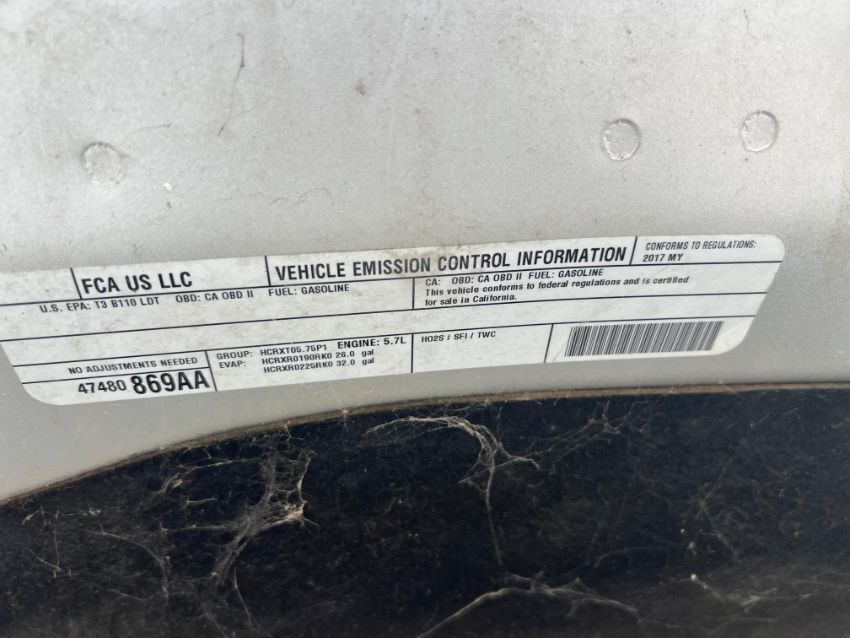 FCA US LLC
VEHICLE EMISSION CONTROL INFORMATION
CONFORMS TO REGULATIONS:
2017 MY
U.S. EPA: T3 B110 LDT OBD: CA OBD II FUEL: GASOLINE
CA: OBD: CA OBD II FUEL: GASOLINE
This vehicle conforms to federal regulations and is certified
for sale in California.
NO ADJUSTMENTS NEEDED
47480 869AA
GROUP: HCRXT05.75P1 ENGINE: 5.7L
EVAP: HCRXR0190RK0 26.0 gal
HCRXR0225RK0 32.0 gal
HO2S / SFI / TWC